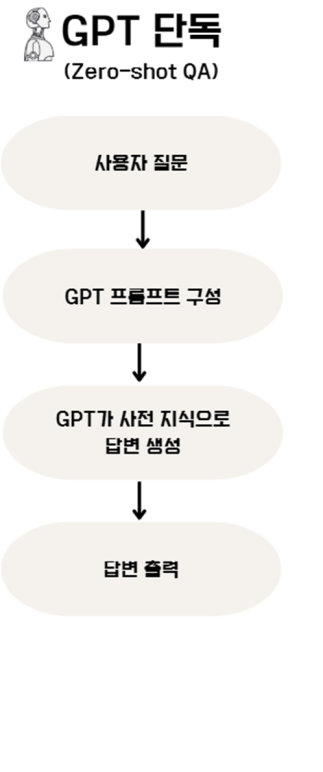 GPT 단독
(Zero-shot QA)
사용자 질문
GPT 프롬프트 구성
GPT가 사전 지식으로
답변 생성
답변 출력